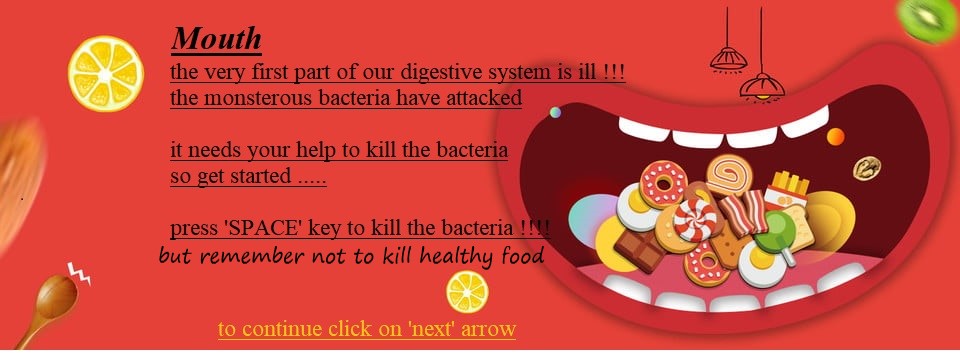 Mouth
the very first part of our digestive system is ill !!!
the monsterous bacteria have attacked
it needs your help to kill the bacteria
so get started .....
press 'SPACE' key to kill the bacteria !!!!
but remember not to kill healthy food
to continue click on 'next' arrow